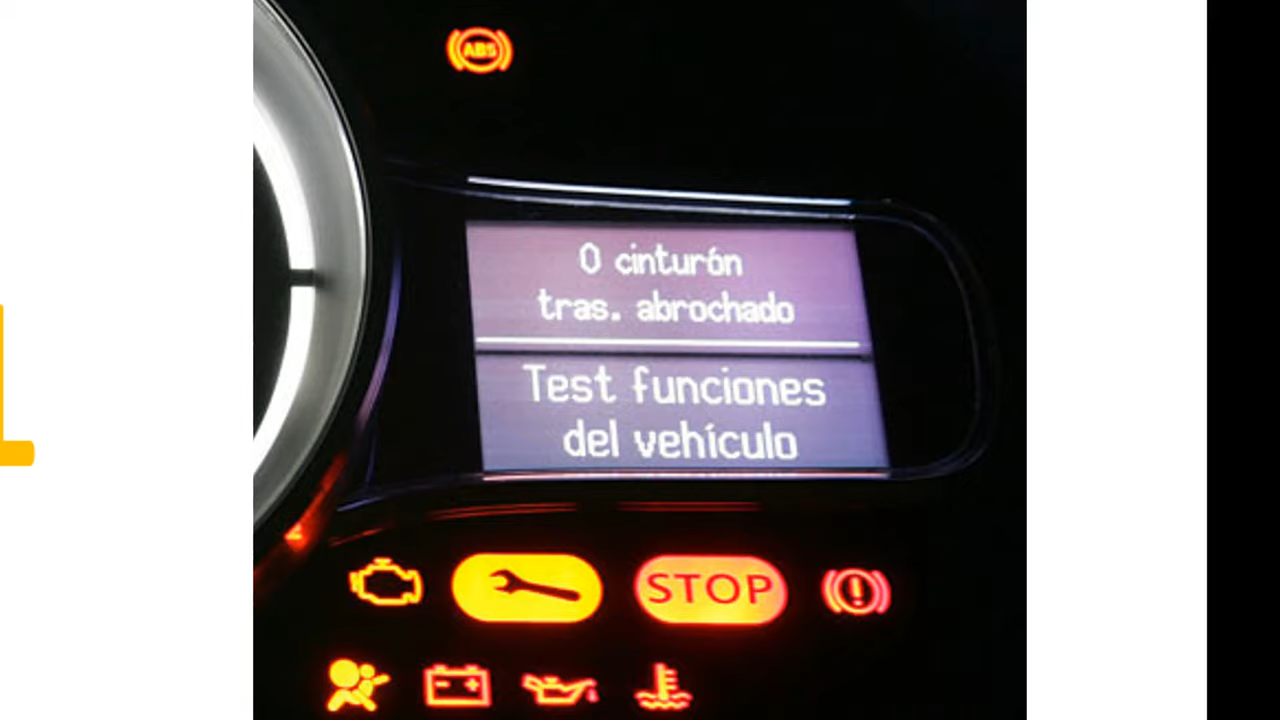 ABS
0 cinturón
tras. abrochado
Test funciones
del vehículo
STOP